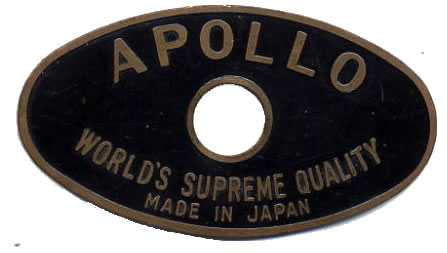 APOLLO
WORLD'S SUPREME QUALITY
MADE IN JAPAN